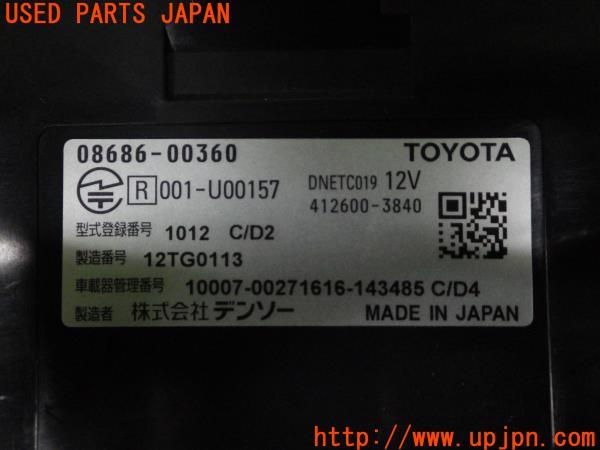 USED PARTS JAPAN
08686-00360
TOYOTA
R 001-U00157
DNETC019 12V
412600-3840
型式登録番号 1012 C/D2
製造番号 12TG0113
車載器管理番号 10007-00271616-143485 C/D4
製造者 株式会社デンソー
MADE IN JAPAN
http://www.upjpn.com/